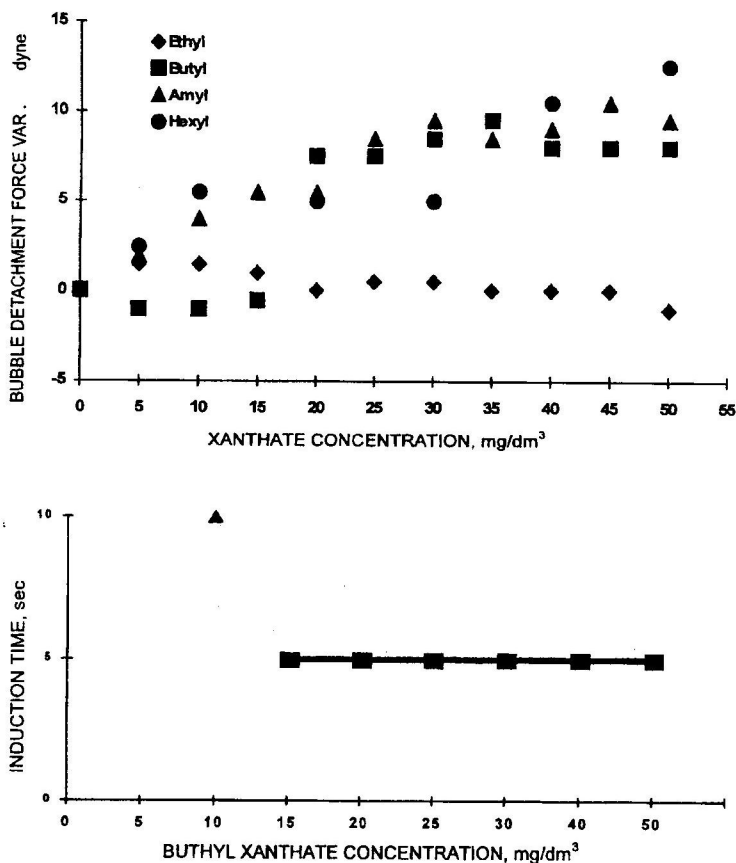 BUBBLE DETACHMENT FORCE VAR. dyne
15
10
5
0
-5
Ethyl
Butyl
Amyl
Hexyl
0 5 10 15 20 25 30 35 40 45 50 55
XANTHATE CONCENTRATION, mg/dm³
INDUCTION TIME, sec
10
5
0
0 5 10 15 20 25 30 40 50
BUTHYL XANTHATE CONCENTRATION, mg/dm³